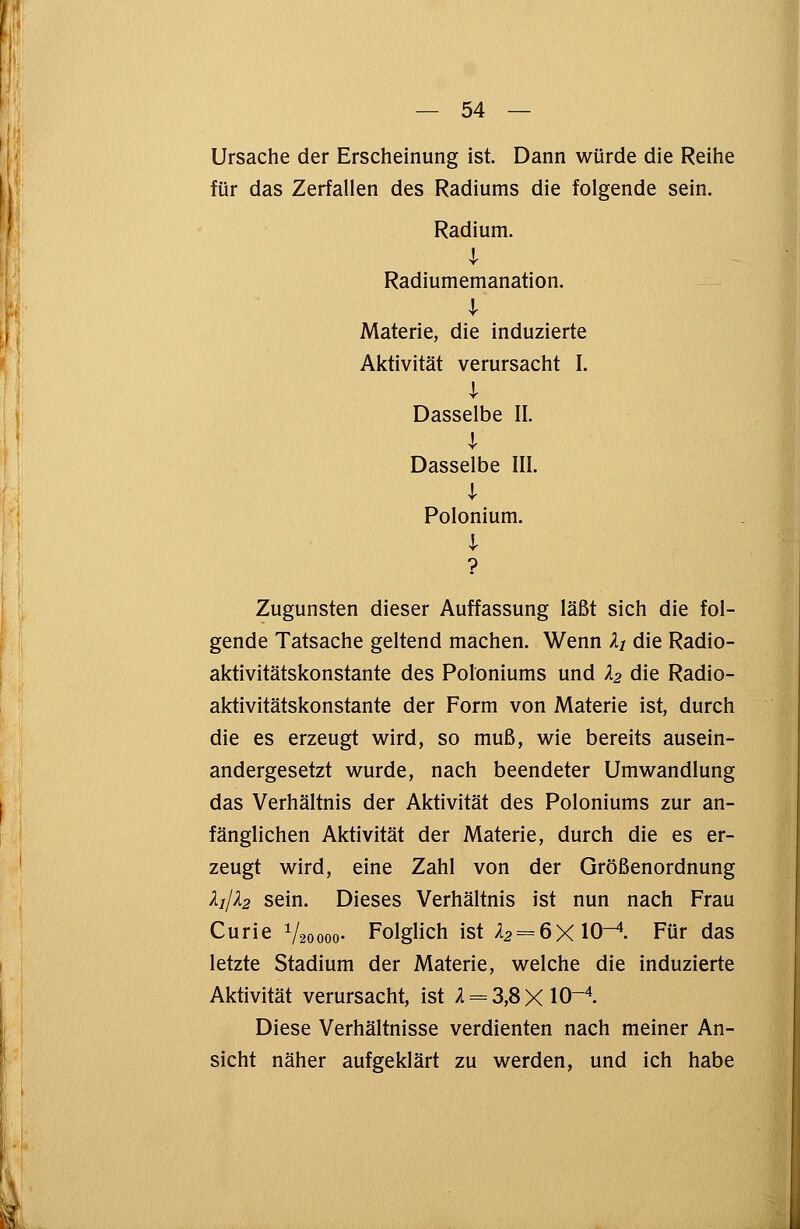 — 54 —
Ursache der Erscheinung ist. Dann würde die Reihe
für das Zerfallen des Radiums die folgende sein.
Radium.
↓
Radiumemanation.
↓
Materie, die induzierte
Aktivität verursacht I.
↓
Dasselbe II.
↓
Dasselbe III.
↓
Polonium.
↓
?
Zugunsten dieser Auffassung läßt sich die fol-
gende Tatsache geltend machen. Wenn λ₁ die Radio-
aktivitätskonstante des Poloniums und λ₂ die Radio-
aktivitätskonstante der Form von Materie ist, durch
die es erzeugt wird, so muß, wie bereits ausein-
andergesetzt wurde, nach beendeter Umwandlung
das Verhältnis der Aktivität des Poloniums zur an-
fänglichen Aktivität der Materie, durch die es er-
zeugt wird, eine Zahl von der Größenordnung
λ₁/λ₂ sein. Dieses Verhältnis ist nun nach Frau
Curie ¹/₂₀₀₀₀. Folglich ist λ₂ = 6 × 10⁻⁴. Für das
letzte Stadium der Materie, welche die induzierte
Aktivität verursacht, ist λ = 3,8 × 10⁻⁴.
Diese Verhältnisse verdienten nach meiner An-
sicht näher aufgeklärt zu werden, und ich habe